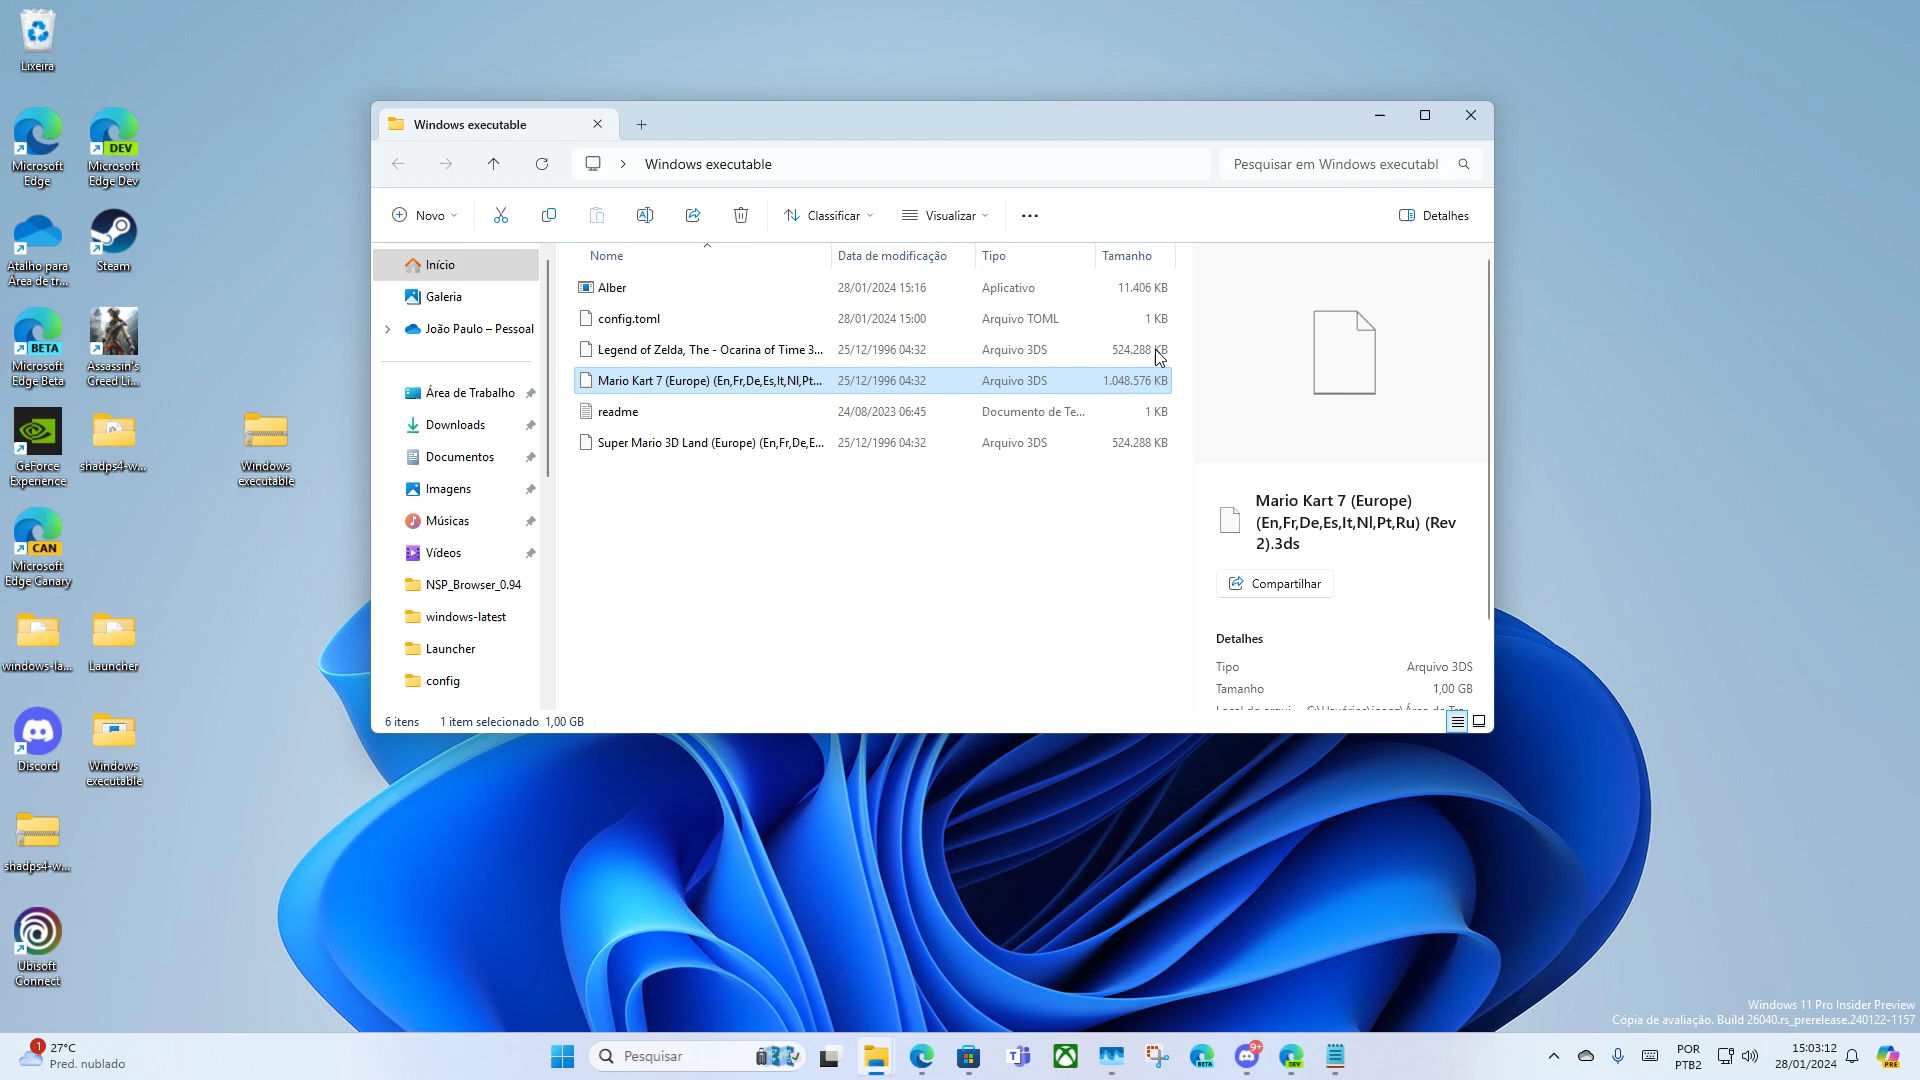 Lixeira
Microsoft
Edge
Microsoft
Edge Dev
DEV
Atalho para
Área de tr...
Steam
Microsoft
Edge Beta
BETA
Assassin's
Creed Li...
GeForce
Experience
shadps4-w...
Windows
executable
Microsoft
Edge Canary
CAN
windows-la...
Launcher
Discord
Windows
executable
shadps4-w...
Ubisoft
Connect
Windows executable
Windows executable
Pesquisar em Windows executabl
Novo
Classificar
Visualizar
Detalhes
Início
Galeria
João Paulo – Pessoal
Área de Trabalho
Downloads
Documentos
Imagens
Músicas
Vídeos
NSP_Browser_0.94
windows-latest
Launcher
config
Nome Data de modificação Tipo Tamanho
Alber 28/01/2024 15:16 Aplicativo 11.406 KB
config.toml 28/01/2024 15:00 Arquivo TOML 1 KB
Legend of Zelda, The - Ocarina of Time 3... 25/12/1996 04:32 Arquivo 3DS 524.288 KB
Mario Kart 7 (Europe) (En,Fr,De,Es,It,Nl,Pt... 25/12/1996 04:32 Arquivo 3DS 1.048.576 KB
readme 24/08/2023 06:45 Documento de Te... 1 KB
Super Mario 3D Land (Europe) (En,Fr,De,E... 25/12/1996 04:32 Arquivo 3DS 524.288 KB
Mario Kart 7 (Europe)
(En,Fr,De,Es,It,Nl,Pt,Ru) (Rev
2).3ds
Compartilhar
Detalhes
Tipo Arquivo 3DS
Tamanho 1,00 GB
6 itens 1 item selecionado 1,00 GB
Windows 11 Pro Insider Preview
Cópia de avaliação. Build 26040.rs_prerelease.240122-1157
1
27°C
Pred. nublado
Pesquisar
BETA
9+
DEV
POR
PTB2
15:03:12
28/01/2024
PRE